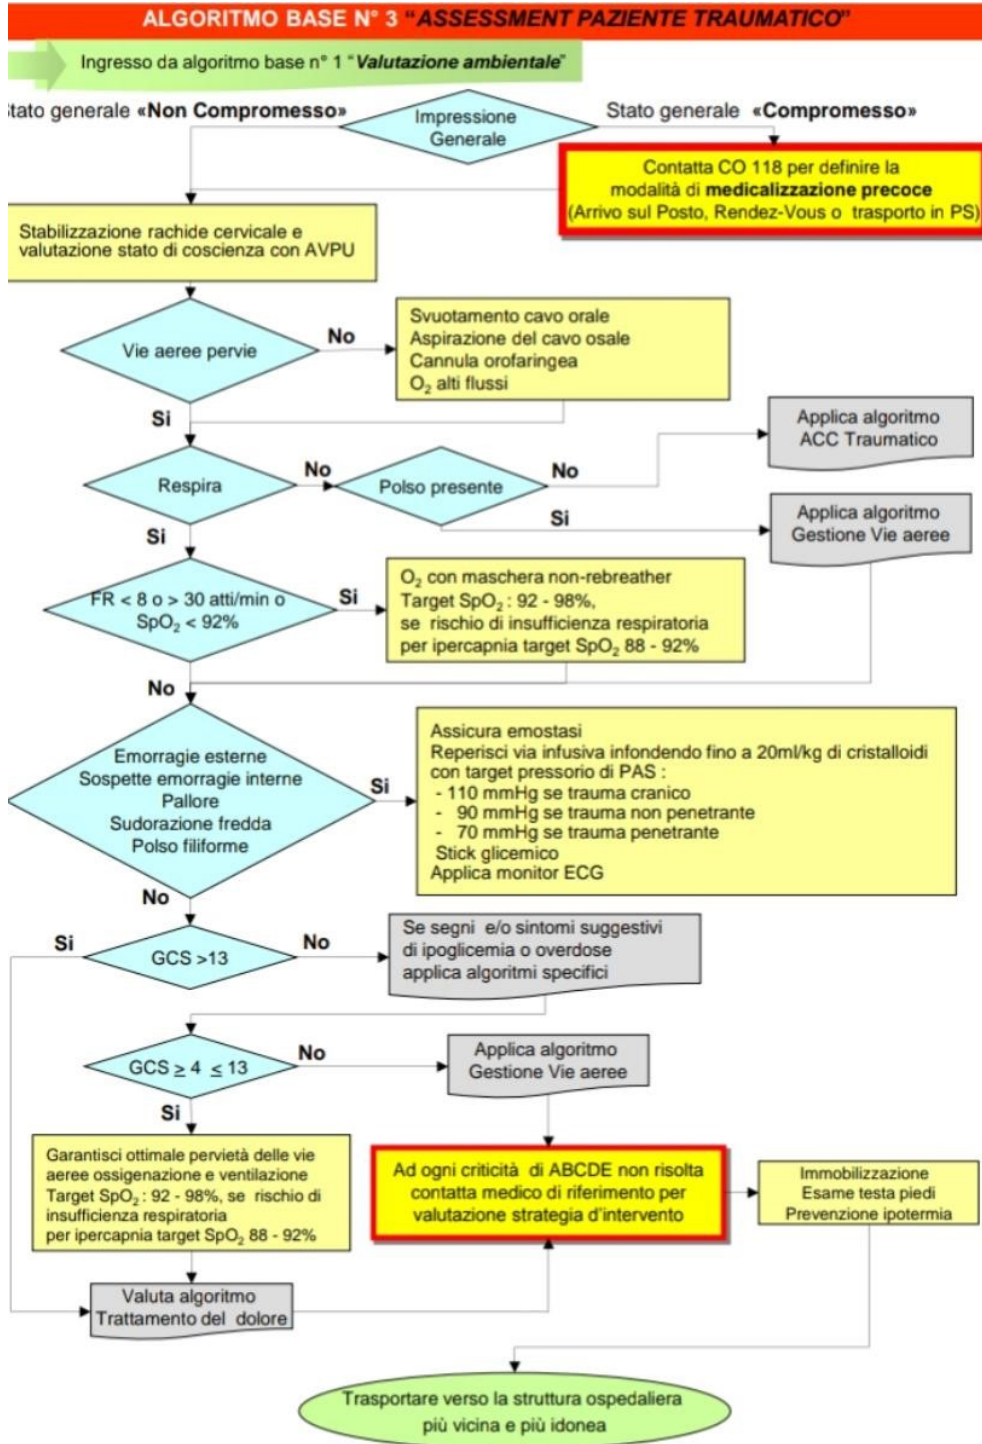 ALGORITMO BASE N° 3 “ASSESSMENT PAZIENTE TRAUMATICO”
Ingresso da algoritmo base n° 1 “Valutazione ambientale”
Stato generale «Non Compromesso»
Impressione
Generale
Stato generale «Compromesso»
Contatta CO 118 per definire la
modalità di medicalizzazione precoce
(Arrivo sul Posto, Rendez-Vous o trasporto in PS)
Stabilizzazione rachide cervicale e
valutazione stato di coscienza con AVPU
Vie aeree pervie
No
Svuotamento cavo orale
Aspirazione del cavo osale
Cannula orofaringea
O₂ alti flussi
Si
Respira
No
Polso presente
No
Applica algoritmo
ACC Traumatico
Si
Applica algoritmo
Gestione Vie aeree
Si
FR < 8 o > 30 atti/min o
SpO₂ < 92%
Si
O₂ con maschera non-rebreather
Target SpO₂ : 92 - 98%,
se rischio di insufficienza respiratoria
per ipercapnia target SpO₂ 88 - 92%
No
Emorragie esterne
Sospette emorragie interne
Pallore
Sudorazione fredda
Polso filiforme
Si
Assicura emostasi
Reperisci via infusiva infondendo fino a 20ml/kg di cristalloidi
con target pressorio di PAS :
- 110 mmHg se trauma cranico
- 90 mmHg se trauma non penetrante
- 70 mmHg se trauma penetrante
Stick glicemico
Applica monitor ECG
No
Si
GCS >13
No
Se segni e/o sintomi suggestivi
di ipoglicemia o overdose
applica algoritmi specifici
GCS ≥ 4 ≤ 13
No
Applica algoritmo
Gestione Vie aeree
Si
Garantisci ottimale pervietà delle vie
aeree ossigenazione e ventilazione
Target SpO₂ : 92 - 98%, se rischio di
insufficienza respiratoria
per ipercapnia target SpO₂ 88 - 92%
Ad ogni criticità di ABCDE non risolta
contatta medico di riferimento per
valutazione strategia d'intervento
Immobilizzazione
Esame testa piedi
Prevenzione ipotermia
Valuta algoritmo
Trattamento del dolore
Trasportare verso la struttura ospedaliera
più vicina e più idonea